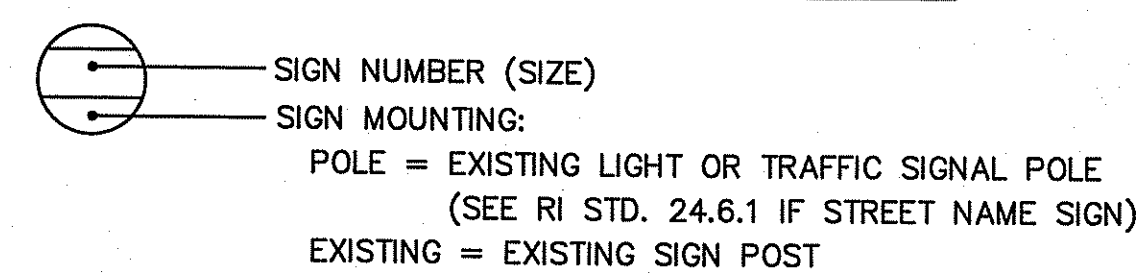 SIGN NUMBER (SIZE)
SIGN MOUNTING:
POLE = EXISTING LIGHT OR TRAFFIC SIGNAL POLE
(SEE RI STD. 24.6.1 IF STREET NAME SIGN)
EXISTING = EXISTING SIGN POST